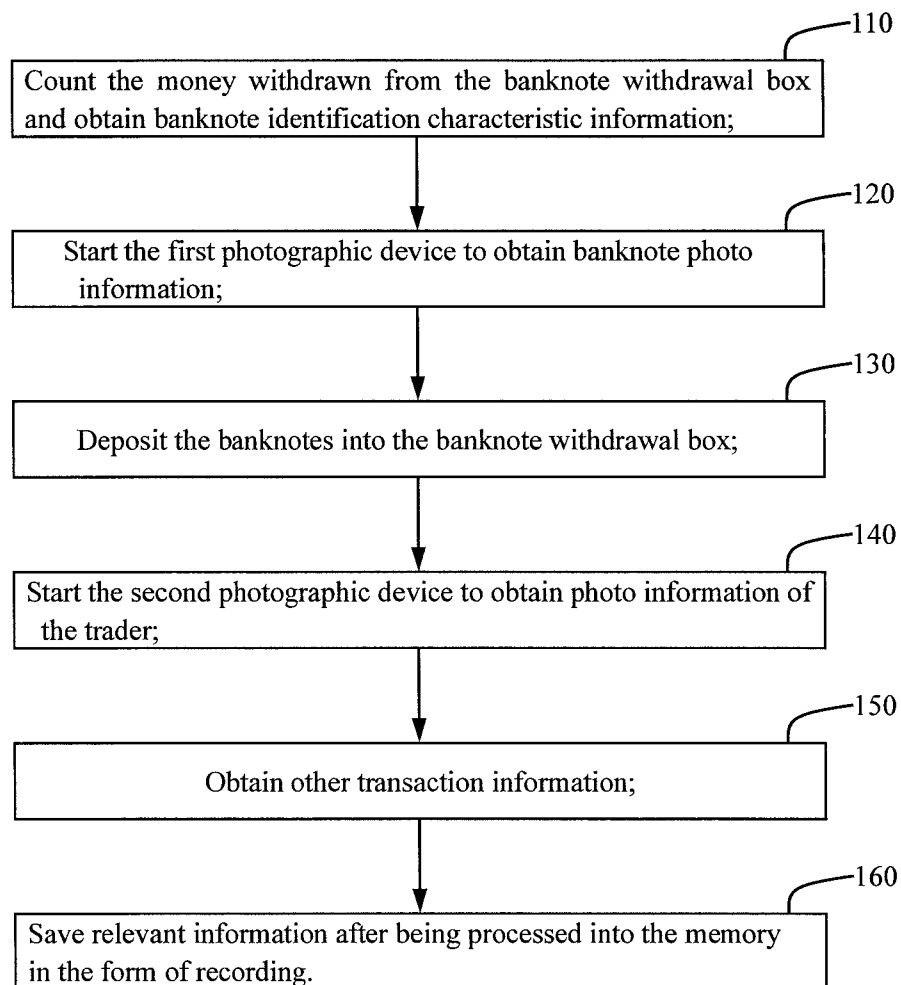 110
Count the money withdrawn from the banknote withdrawal box
and obtain banknote identification characteristic information;
120
Start the first photographic device to obtain banknote photo
information;
130
Deposit the banknotes into the banknote withdrawal box;
140
Start the second photographic device to obtain photo information of
the trader;
150
Obtain other transaction information;
160
Save relevant information after being processed into the memory
in the form of recording.